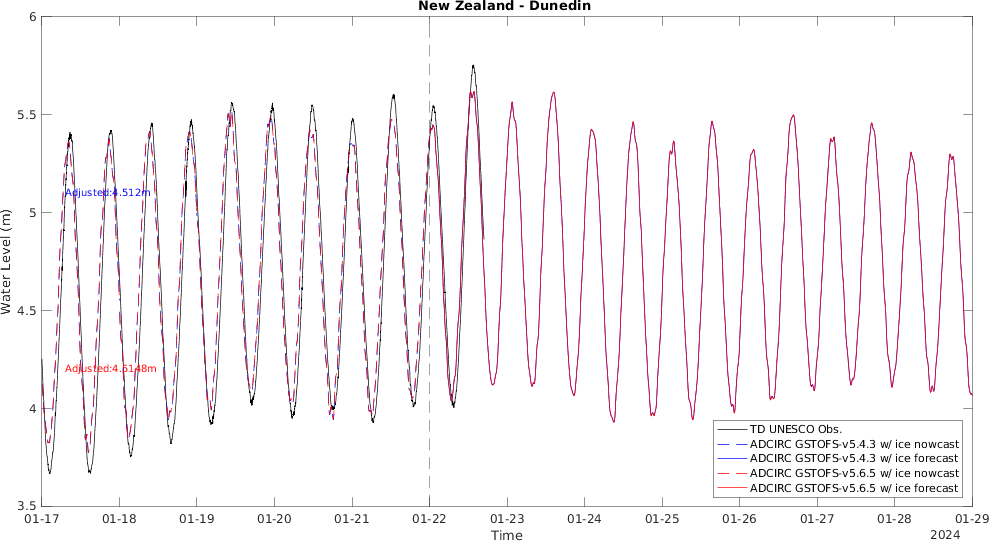 New Zealand - Dunedin
6
5.5
5
4.5
4
3.5
Water Level (m)
Adjusted:4.512m
Adjusted:4.5148m
TD UNESCO Obs.
ADCIRC GSTOFS-v5.4.3 w/ ice nowcast
ADCIRC GSTOFS-v5.4.3 w/ ice forecast
ADCIRC GSTOFS-v5.6.5 w/ ice nowcast
ADCIRC GSTOFS-v5.6.5 w/ ice forecast
01-17 01-18 01-19 01-20 01-21 01-22 01-23 01-24 01-25 01-26 01-27 01-28 01-29
Time
2024